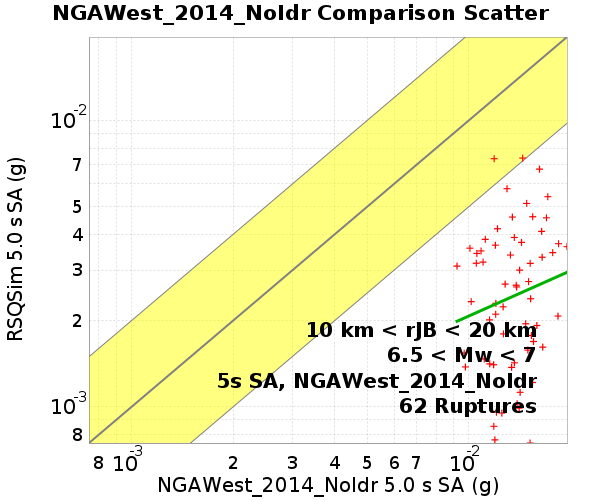 NGAWest_2014_NoIdr Comparison Scatter
RSQSim 5.0 s SA (g)
10-2
7
5
4
3
2
10-3
8
10 km < rJB < 20 km
6.5 < Mw < 7
5s SA, NGAWest_2014_NoIdr
62 Ruptures
8 10-3 2 3 4 5 6 7 10-2
NGAWest_2014_NoIdr 5.0 s SA (g)